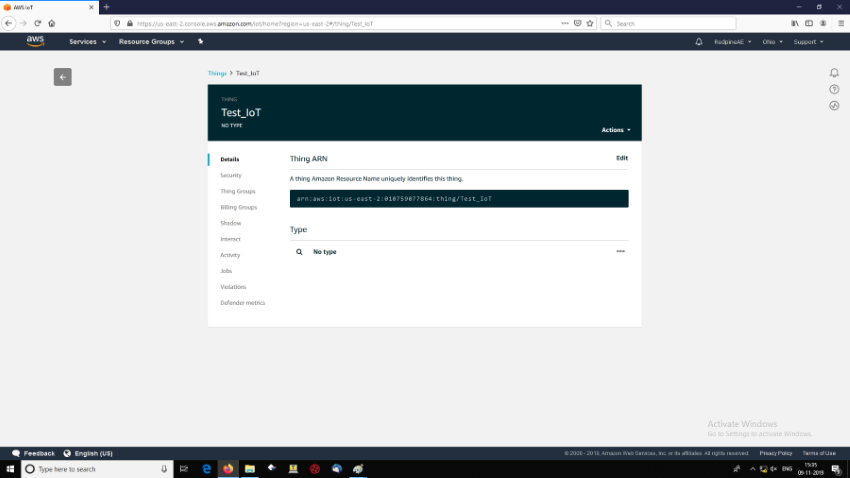 AWS IoT
https://us-east-2.console.aws.amazon.com/iot/home?region=us-east-2#/thing/Test_IoT
Search
aws
Services
Resource Groups
RedpineAE
Ohio
Support
Things > Test_IoT
THING
Test_IoT
NO TYPE
Actions
Details
Security
Thing Groups
Billing Groups
Shadow
Interact
Activity
Jobs
Violations
Defender metrics
Thing ARN
Edit
A thing Amazon Resource Name uniquely identifies this thing.
arn:aws:iot:us-east-2:010759077864:thing/Test_IoT
Type
No type
Activate Windows
Go to Settings to activate Windows.
Feedback
English (US)
© 2008 - 2019, Amazon Web Services, Inc. or its affiliates. All rights reserved.
Privacy Policy
Terms of Use
Type here to search
ENG
15:35
09-11-2019